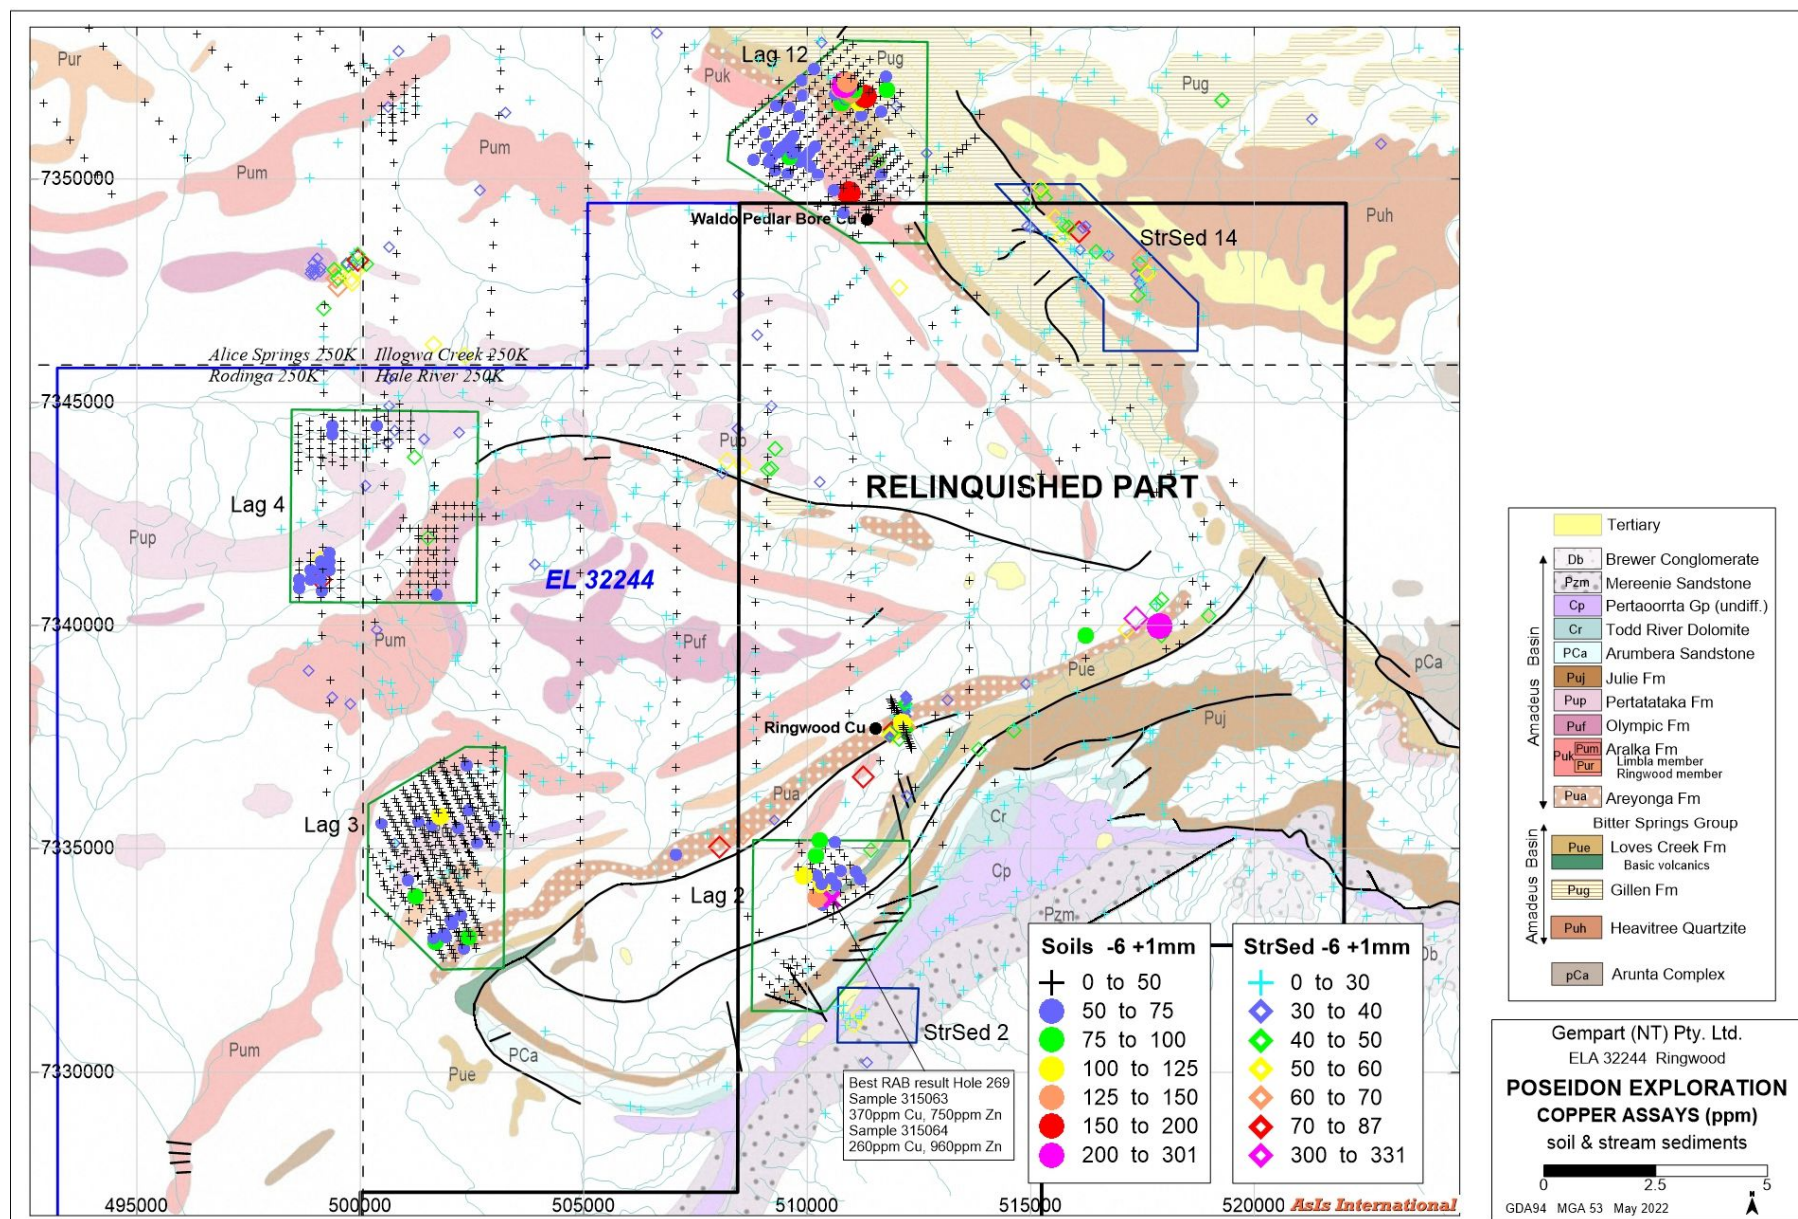 Pur
Lag 12
Pug
Puk
Pug
Pum
Pum
7350000
Puh
Waldo Pedlar Bore Cu
StrSed 14
Alice Springs 250K
Illogwa Creek 250K
Rodinga 250K
Hale River 250K
7345000
Pup
RELINQUISHED PART
Lag 4
Pup
EL 32244
7340000
Pum
Puf
Pue
pCa
Ringwood Cu
Puj
Pua
Cr
Lag 3
7335000
Cp
Lag 2
Pzm
Db
StrSed 2
Pum
PCa
Pue
7330000
Best RAB result Hole 269
Sample 315063
370ppm Cu, 750ppm Zn
Sample 315064
260ppm Cu, 960ppm Zn
Soils -6 +1mm
0 to 50
50 to 75
75 to 100
100 to 125
125 to 150
150 to 200
200 to 301
StrSed -6 +1mm
0 to 30
30 to 40
40 to 50
50 to 60
60 to 70
70 to 87
300 to 331
495000
500000
505000
510000
515000
520000
AsIs International
Tertiary
Amadeus Basin
Db Brewer Conglomerate
Pzm Mereenie Sandstone
Cp Pertaoorrta Gp (undiff.)
Cr Todd River Dolomite
PCa Arumbera Sandstone
Puj Julie Fm
Pup Pertatataka Fm
Puf Olympic Fm
Puk Pum Aralka Fm
Limbla member
Pur Ringwood member
Pua Areyonga Fm
Amadeus Basin
Bitter Springs Group
Pue Loves Creek Fm
Basic volcanics
Pug Gillen Fm
Puh Heavitree Quartzite
pCa Arunta Complex
Gempart (NT) Pty. Ltd.
ELA 32244 Ringwood
POSEIDON EXPLORATION
COPPER ASSAYS (ppm)
soil & stream sediments
0 2.5 5
N
GDA94 MGA 53 May 2022